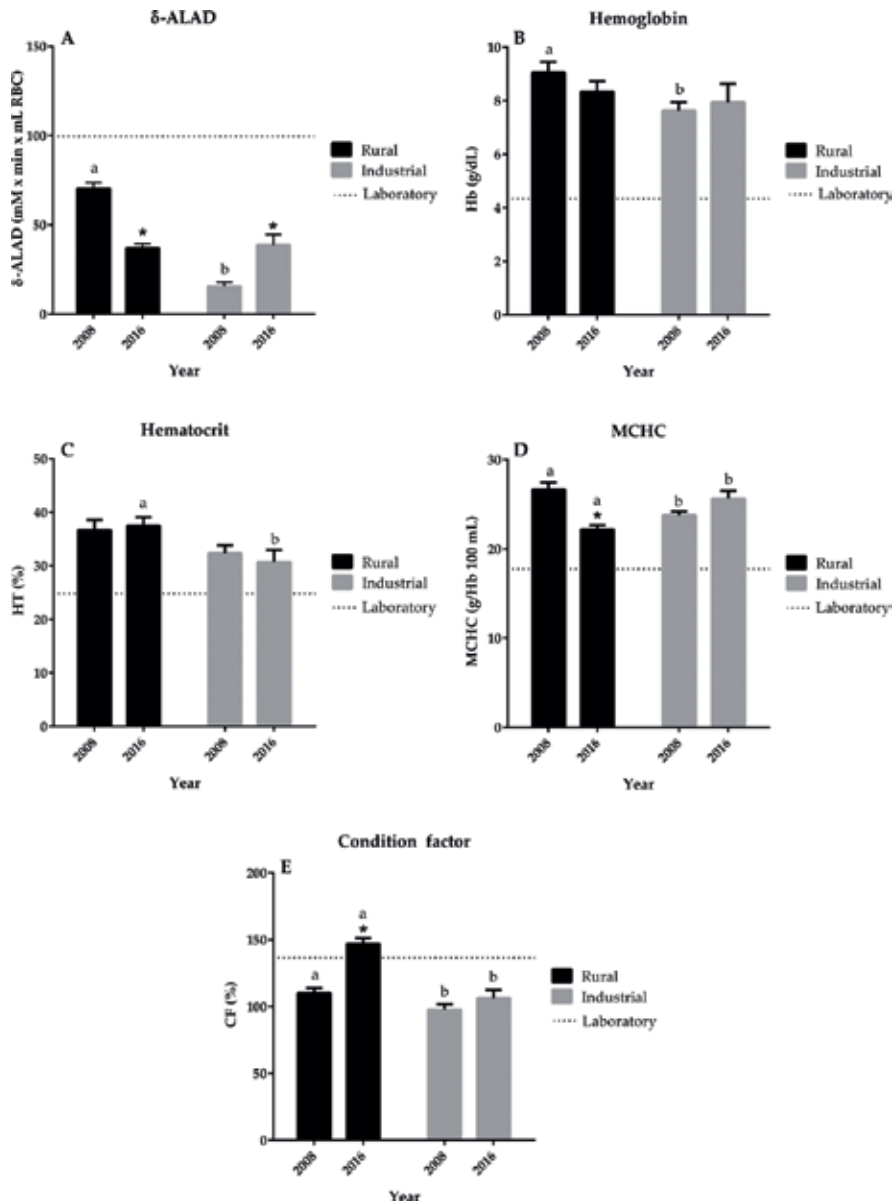 δ-ALAD
A
150
100
50
0
δ-ALAD (mM x min x mL RBC)
a
★
b
★
2008
2016
2008
2016
Year
Rural
Industrial
Laboratory
Hemoglobin
B
10
8
6
4
2
0
Hb (g/dL)
a
b
2008
2016
2008
2016
Year
Rural
Industrial
Laboratory
Hematocrit
C
50
40
30
20
10
0
HT (%)
a
b
2008
2016
2008
2016
Year
Rural
Industrial
Laboratory
MCHC
D
30
20
10
0
MCHC (g/Hb 100 mL)
a
a
★
b
b
2008
2016
2008
2016
Year
Rural
Industrial
Laboratory
Condition factor
E
200
150
100
50
0
CF (%)
a
a
★
b
b
2008
2016
2008
2016
Year
Rural
Industrial
Laboratory